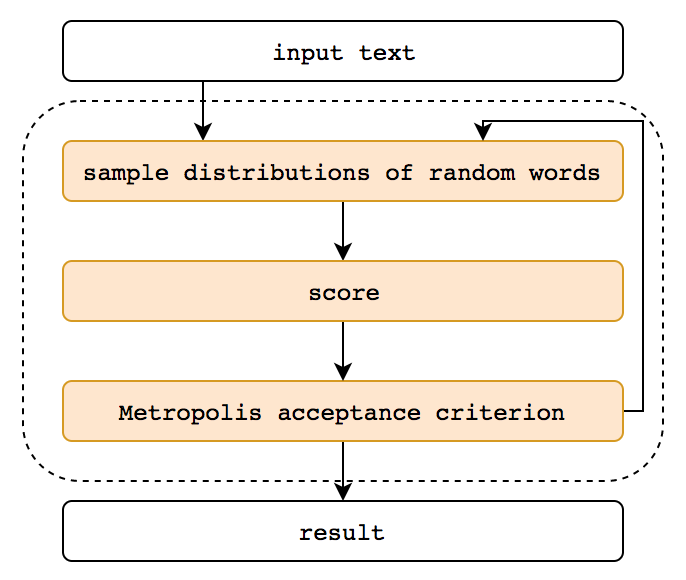 input text
sample distributions of random words
score
Metropolis acceptance criterion
result